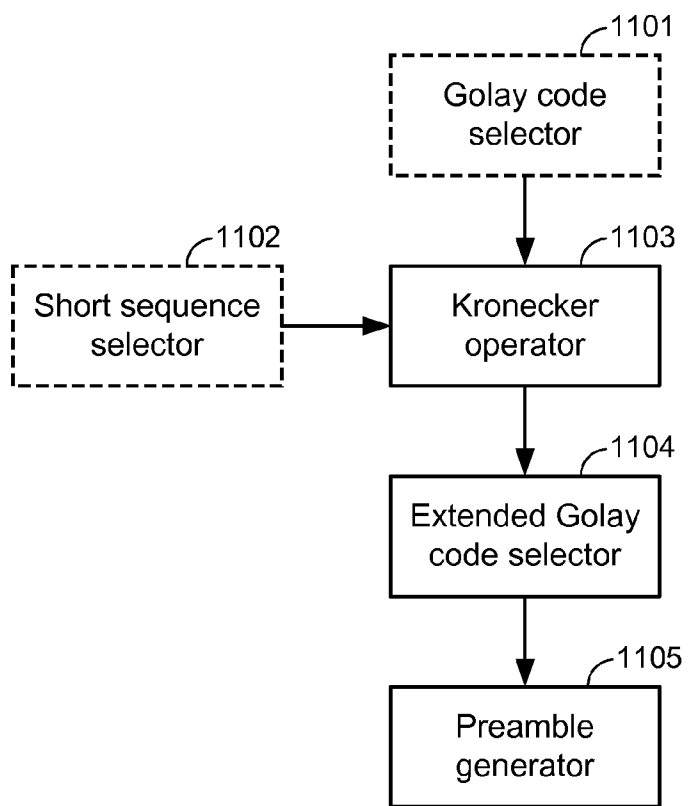 1101
Golay code
selector
1102
Short sequence
selector
1103
Kronecker
operator
1104
Extended Golay
code selector
1105
Preamble
generator